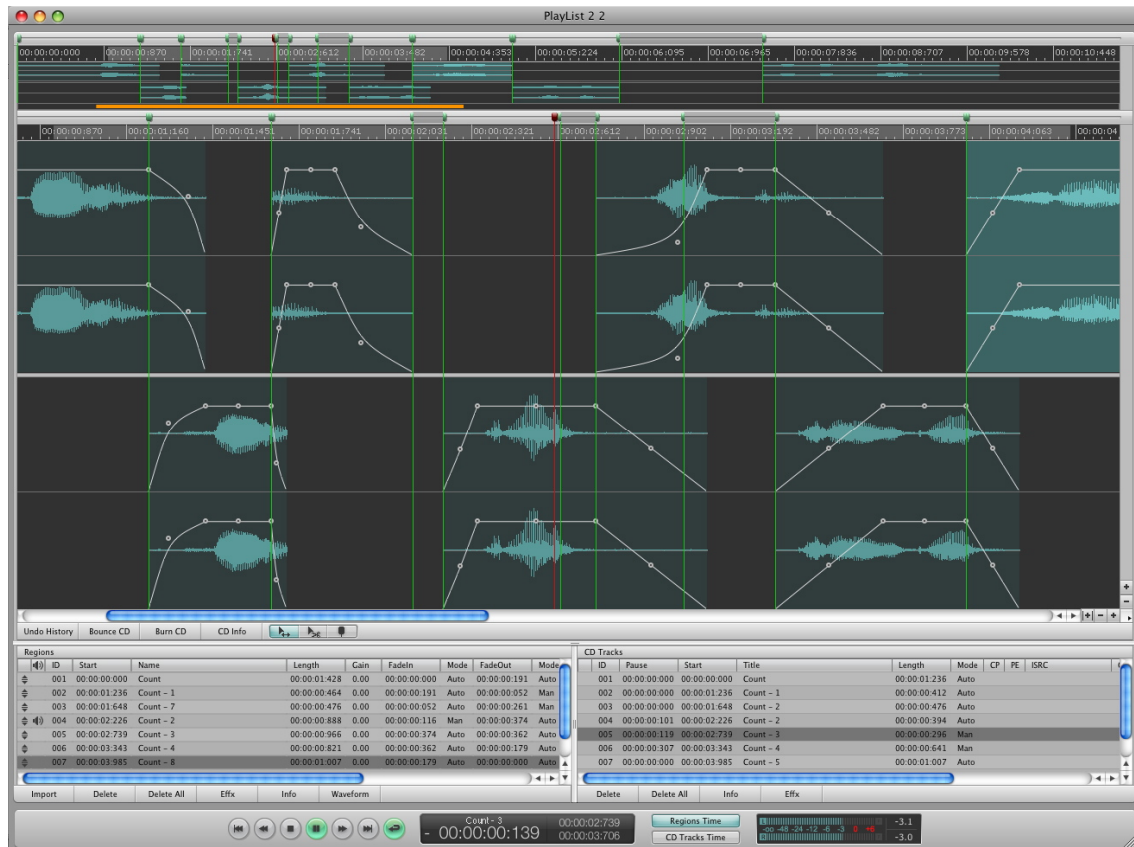 PlayList 2 2
00:00:00:000 00:00:00:870 00:00:01:741 00:00:02:612 00:00:03:482 00:00:04:353 00:00:05:224 00:00:06:095 00:00:06:965 00:00:07:836 00:00:08:707 00:00:09:578 00:00:10:448
00:00:00:870 00:00:01:160 00:00:01:451 00:00:01:741 00:00:02:031 00:00:02:321 00:00:02:612 00:00:02:902 00:00:03:192 00:00:03:482 00:00:03:773 00:00:04:063 00:00:04
Undo History Bounce CD Burn CD CD Info
Regions
ID Start Name Length Gain FadeIn Mode FadeOut Mode
001 00:00:00:000 Count 00:00:01:428 0.00 00:00:00:000 Auto 00:00:00:191 Auto
002 00:00:01:236 Count - 1 00:00:00:464 0.00 00:00:00:191 Auto 00:00:00:052 Man
003 00:00:01:648 Count - 7 00:00:00:476 0.00 00:00:00:052 Auto 00:00:00:261 Man
004 00:00:02:226 Count - 2 00:00:00:888 0.00 00:00:00:116 Man 00:00:00:374 Auto
005 00:00:02:739 Count - 3 00:00:00:966 0.00 00:00:00:374 Auto 00:00:00:362 Auto
006 00:00:03:343 Count - 4 00:00:00:821 0.00 00:00:00:362 Auto 00:00:00:179 Auto
007 00:00:03:985 Count - 8 00:00:01:007 0.00 00:00:00:179 Auto 00:00:00:000 Auto
Import Delete Delete All Effx Info Waveform
CD Tracks
ID Pause Start Title Length Mode CP PE ISRC
001 00:00:00:000 00:00:00:000 Count 00:00:01:236 Auto
002 00:00:00:000 00:00:01:236 Count - 1 00:00:00:412 Auto
003 00:00:00:000 00:00:01:648 Count - 2 00:00:00:476 Auto
004 00:00:00:101 00:00:02:226 Count - 2 00:00:00:394 Auto
005 00:00:00:119 00:00:02:739 Count - 3 00:00:00:296 Man
006 00:00:00:307 00:00:03:343 Count - 4 00:00:00:641 Man
007 00:00:00:000 00:00:03:985 Count - 5 00:00:01:007 Auto
Delete Delete All Info Effx
Count - 3
- 00:00:00:139
00:00:02:739
00:00:03:706
Regions Time
CD Tracks Time
L
-oo -48 -24 -12 -6 -3 0 +6
R
-3.1
-3.0